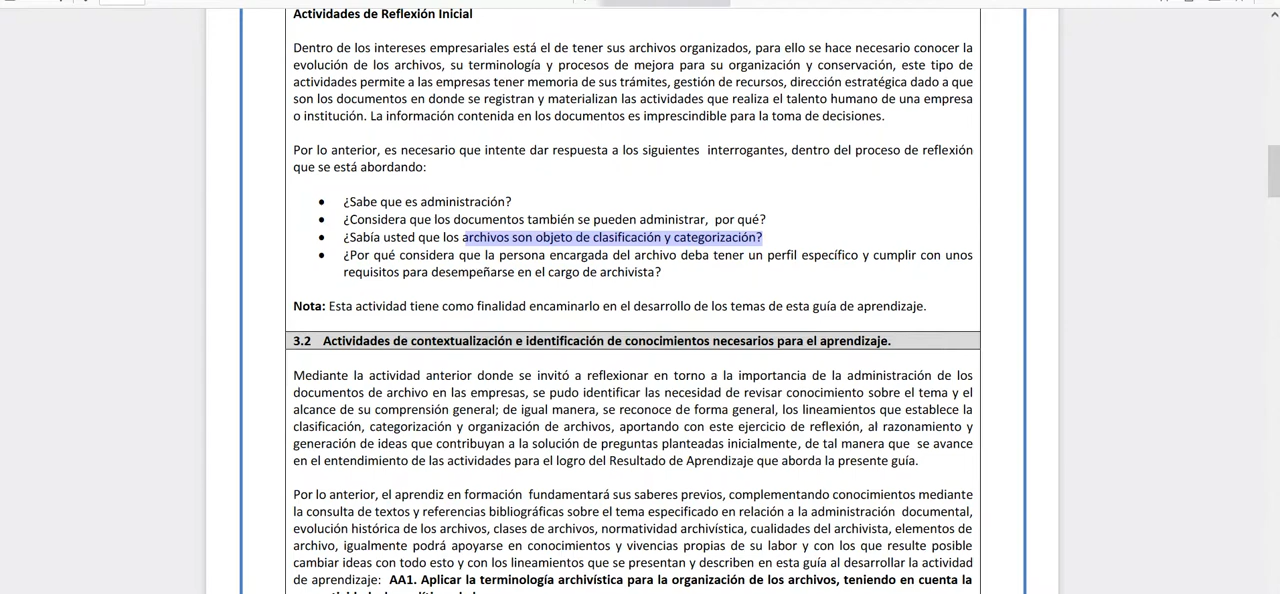 Actividades de Reflexión Inicial
Dentro de los intereses empresariales está el de tener sus archivos organizados, para ello se hace necesario conocer la
evolución de los archivos, su terminología y procesos de mejora para su organización y conservación, este tipo de
actividades permite a las empresas tener memoria de sus trámites, gestión de recursos, dirección estratégica dado a que
son los documentos en donde se registran y materializan las actividades que realiza el talento humano de una empresa
o institución. La información contenida en los documentos es imprescindible para la toma de decisiones.
Por lo anterior, es necesario que intente dar respuesta a los siguientes interrogantes, dentro del proceso de reflexión
que se está abordando:
• ¿Sabe que es administración?
• ¿Considera que los documentos también se pueden administrar, por qué?
• ¿Sabía usted que los archivos son objeto de clasificación y categorización?
• ¿Por qué considera que la persona encargada del archivo deba tener un perfil específico y cumplir con unos
requisitos para desempeñarse en el cargo de archivista?
Nota: Esta actividad tiene como finalidad encaminarlo en el desarrollo de los temas de esta guía de aprendizaje.
3.2 Actividades de contextualización e identificación de conocimientos necesarios para el aprendizaje.
Mediante la actividad anterior donde se invitó a reflexionar en torno a la importancia de la administración de los
documentos de archivo en las empresas, se pudo identificar las necesidad de revisar conocimiento sobre el tema y el
alcance de su comprensión general; de igual manera, se reconoce de forma general, los lineamientos que establece la
clasificación, categorización y organización de archivos, aportando con este ejercicio de reflexión, al razonamiento y
generación de ideas que contribuyan a la solución de preguntas planteadas inicialmente, de tal manera que se avance
en el entendimiento de las actividades para el logro del Resultado de Aprendizaje que aborda la presente guía.
Por lo anterior, el aprendiz en formación fundamentará sus saberes previos, complementando conocimientos mediante
la consulta de textos y referencias bibliográficas sobre el tema especificado en relación a la administración documental,
evolución histórica de los archivos, clases de archivos, normatividad archivística, cualidades del archivista, elementos de
archivo, igualmente podrá apoyarse en conocimientos y vivencias propias de su labor y con los que resulte posible
cambiar ideas con todo esto y con los lineamientos que se presentan y describen en esta guía al desarrollar la actividad
de aprendizaje: AA1. Aplicar la terminología archivística para la organización de los archivos, teniendo en cuenta la